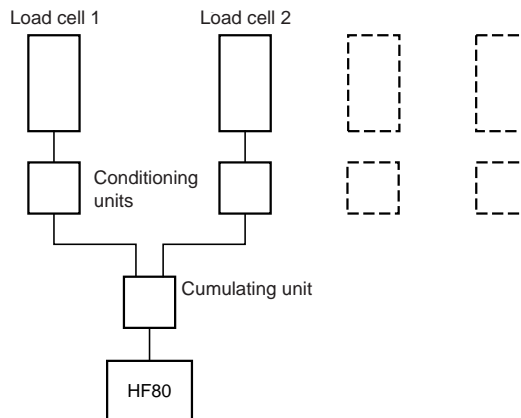 Load cell 1
Load cell 2
Conditioning
units
Cumulating unit
HF80